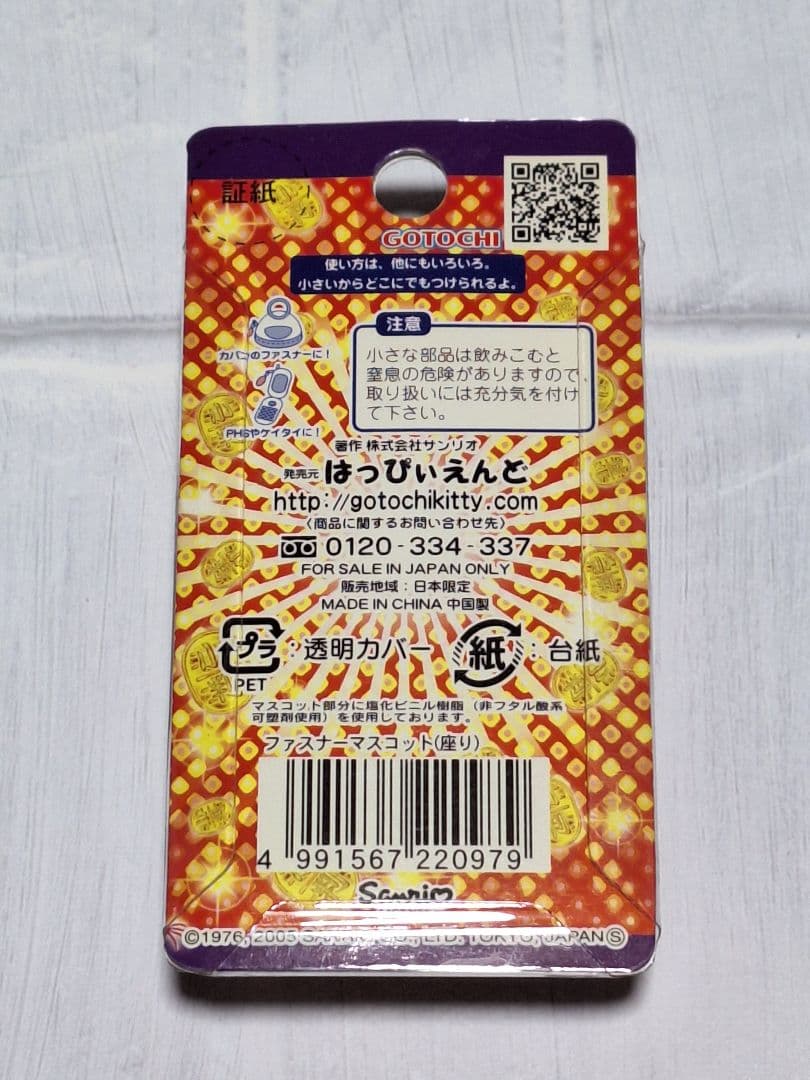 証紙
GOTOCHI
使い方は、他にもいろいろ。
小さいからどこにでもつけられるよ。
カバンのファスナーに!
PHSやケイタイに!
注意
小さな部品は飲みこむと
窒息の危険がありますので
取り扱いには充分気を付け
て下さい。
著作 株式会社サンリオ
発売元 はっぴぃえんど
http://gotochikitty.com
〈商品に関するお問い合わせ先〉
0120-334-337
FOR SALE IN JAPAN ONLY
販売地域:日本限定
MADE IN CHINA 中国製
プラ:透明カバー 紙:台紙
PET
マスコット部分に塩化ビニル樹脂(非フタル酸系
可塑剤使用)を使用しております。
ファスナーマスコット(座り)
4 991567 220979
Sanrio
©1976, 2005 SANRIO CO., LTD. TOKYO, JAPAN Ⓢ